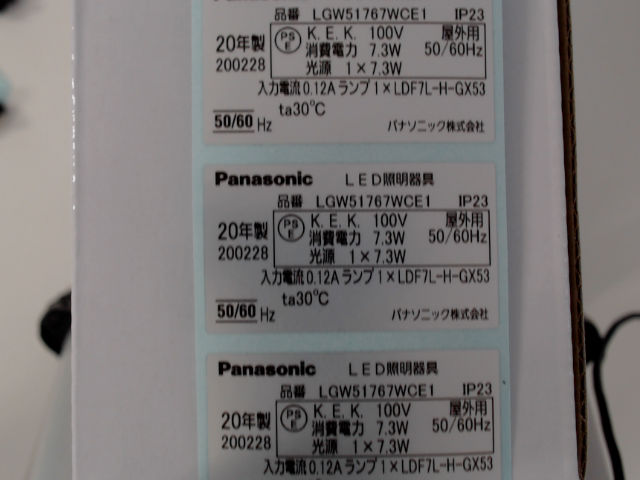 Panasonic
品番 LGW51767WCE1 IP23
20年製
200228
PSE K.E.K. 100V 屋外用
消費電力 7.3W 50/60Hz
光源 1×7.3W
入力電流0.12A ランプ1×LDF7L-H-GX53
ta30℃
50/60 Hz
パナソニック株式会社
Panasonic LED照明器具
品番 LGW51767WCE1 IP23
20年製
200228
PSE K.E.K. 100V 屋外用
消費電力 7.3W 50/60Hz
光源 1×7.3W
入力電流0.12A ランプ1×LDF7L-H-GX53
ta30℃
50/60 Hz
パナソニック株式会社
Panasonic LED照明器具
品番 LGW51767WCE1 IP23
20年製
200228
PSE K.E.K. 100V 屋外用
消費電力 7.3W 50/60Hz
光源 1×7.3W
入力電流0.12A ランプ1×LDF7L-H-GX53